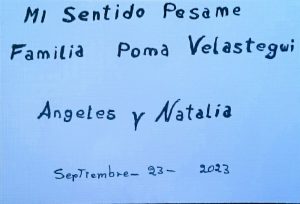 Mi Sentido Pesame
Familia Poma Velastegui
Angeles y Natalia
Septiembre - 23 - 2023